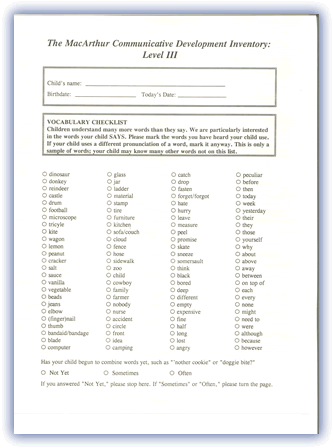 The MacArthur Communicative Development Inventory:
Level III
Child's name:
Birthdate: Today's Date:
VOCABULARY CHECKLIST
Children understand many more words than they say. We are particularly interested
in the words your child SAYS. Please mark the words you have heard your child use.
If your child uses a different pronunciation of a word, mark it anyway. This is only a
sample of words; your child may know many other words not on this list.
dinosaur glass catch peculiar
donkey jar drop before
reindeer ladder fasten then
castle material forget/forgot today
drum stamp hate week
football tire hurry yesterday
microscope furniture leave their
tricycle kitchen measure they
kite sofa/couch peel those
wagon cloud promise yourself
lemon fence skate why
peanut hose sneeze about
cracker sidewalk somersault above
salt zoo think away
sauce child black between
vanilla cowboy bored on top of
vegetable family deep each
beads farmer different every
jeans nobody empty none
elbow nurse expensive might
(finger)nail accident fine need to
thumb circle half were
bandaid/bandage front long although
blade idea lost because
computer camping angry however
Has your child begun to combine words yet, such as "nother cookie" or "doggie bite?"
Not Yet Sometimes Often
If you answered "Not Yet," please stop here. If "Sometimes" or "Often," please turn the page.